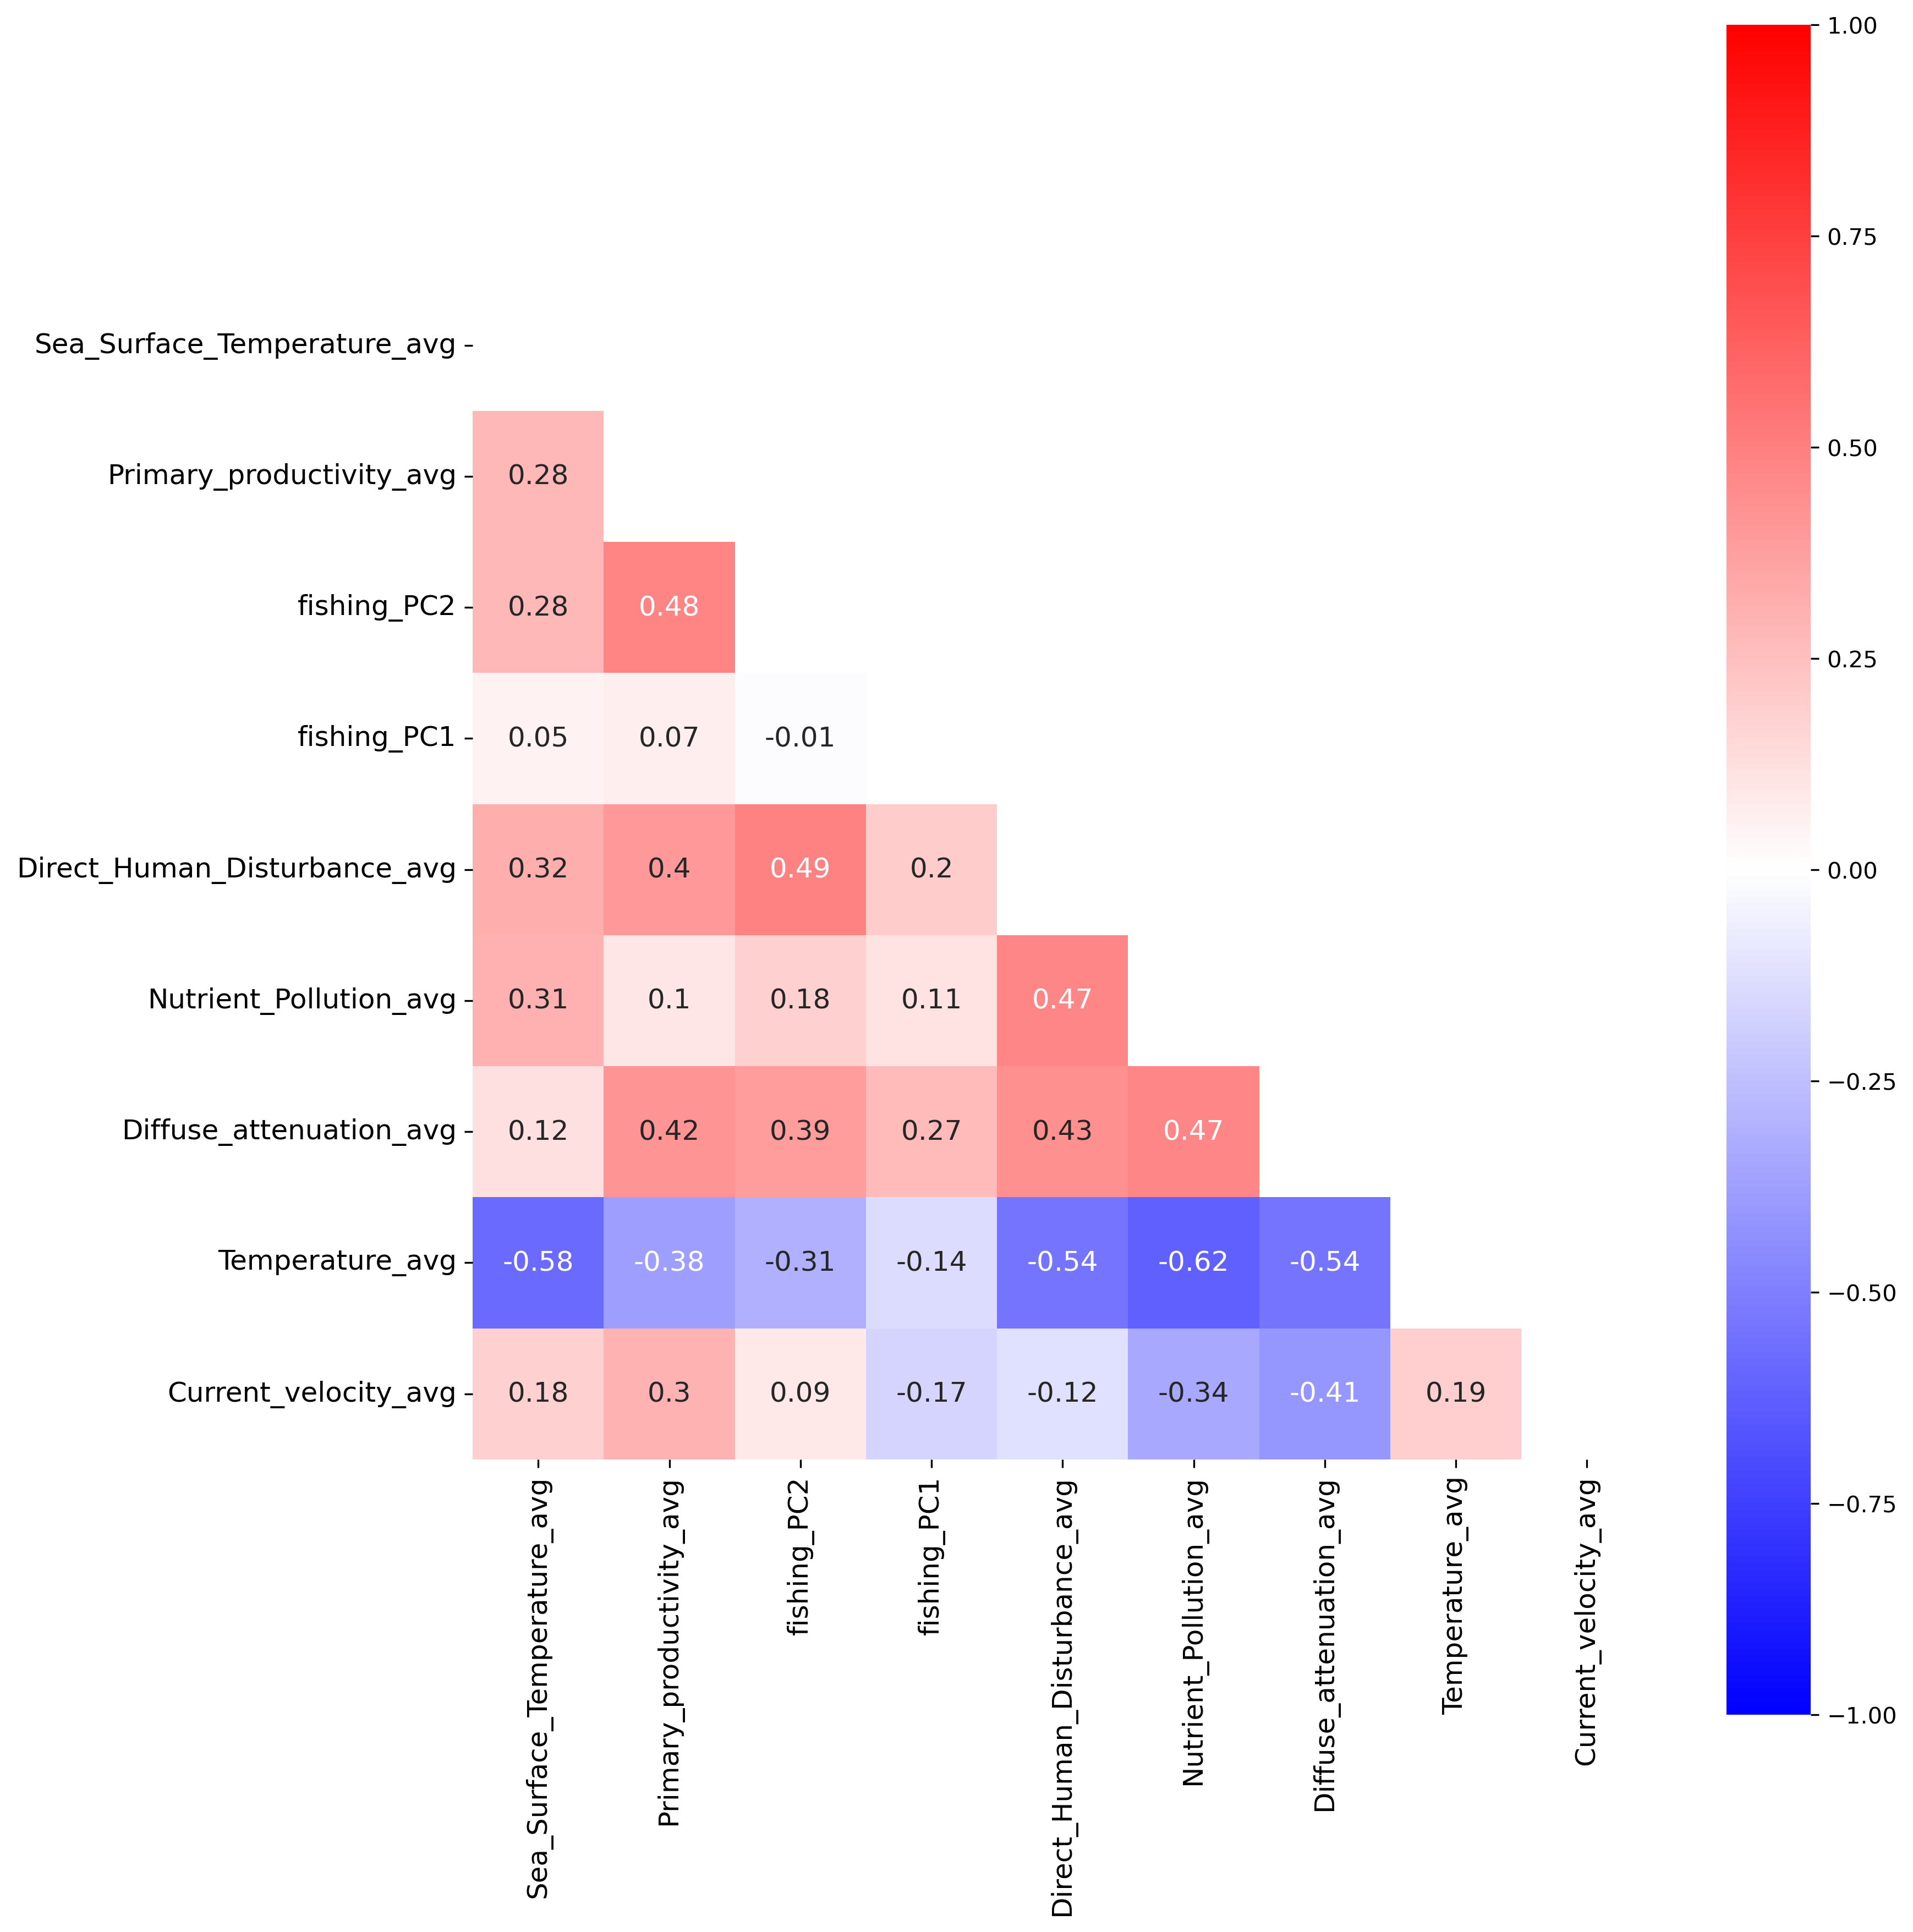 1.00
0.75
0.50
0.25
0.00
−0.25
−0.50
−0.75
−1.00
Sea_Surface_Temperature_avg
Primary_productivity_avg 0.28
fishing_PC2 0.28 0.48
fishing_PC1 0.05 0.07 -0.01
Direct_Human_Disturbance_avg 0.32 0.4 0.49 0.2
Nutrient_Pollution_avg 0.31 0.1 0.18 0.11 0.47
Diffuse_attenuation_avg 0.12 0.42 0.39 0.27 0.43 0.47
Temperature_avg -0.58 -0.38 -0.31 -0.14 -0.54 -0.62 -0.54
Current_velocity_avg 0.18 0.3 0.09 -0.17 -0.12 -0.34 -0.41 0.19
Sea_Surface_Temperature_avg
Primary_productivity_avg
fishing_PC2
fishing_PC1
Direct_Human_Disturbance_avg
Nutrient_Pollution_avg
Diffuse_attenuation_avg
Temperature_avg
Current_velocity_avg